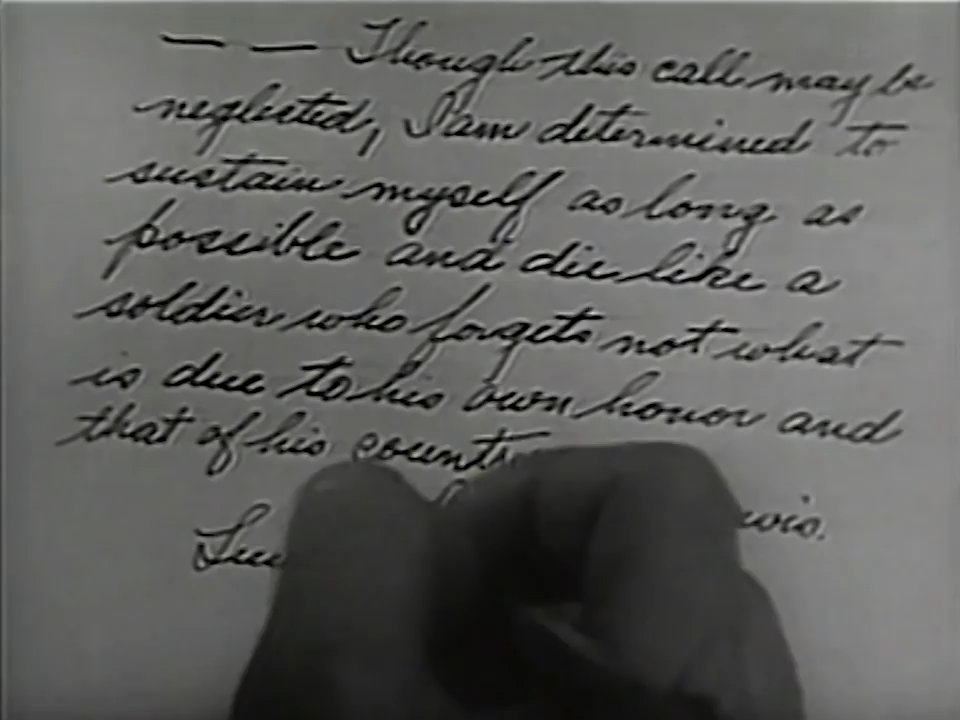 — — Though this call may be
neglected, I am determined to
sustain myself as long as
possible and die like a
soldier who forgets not what
is due to his own honor and
that of his